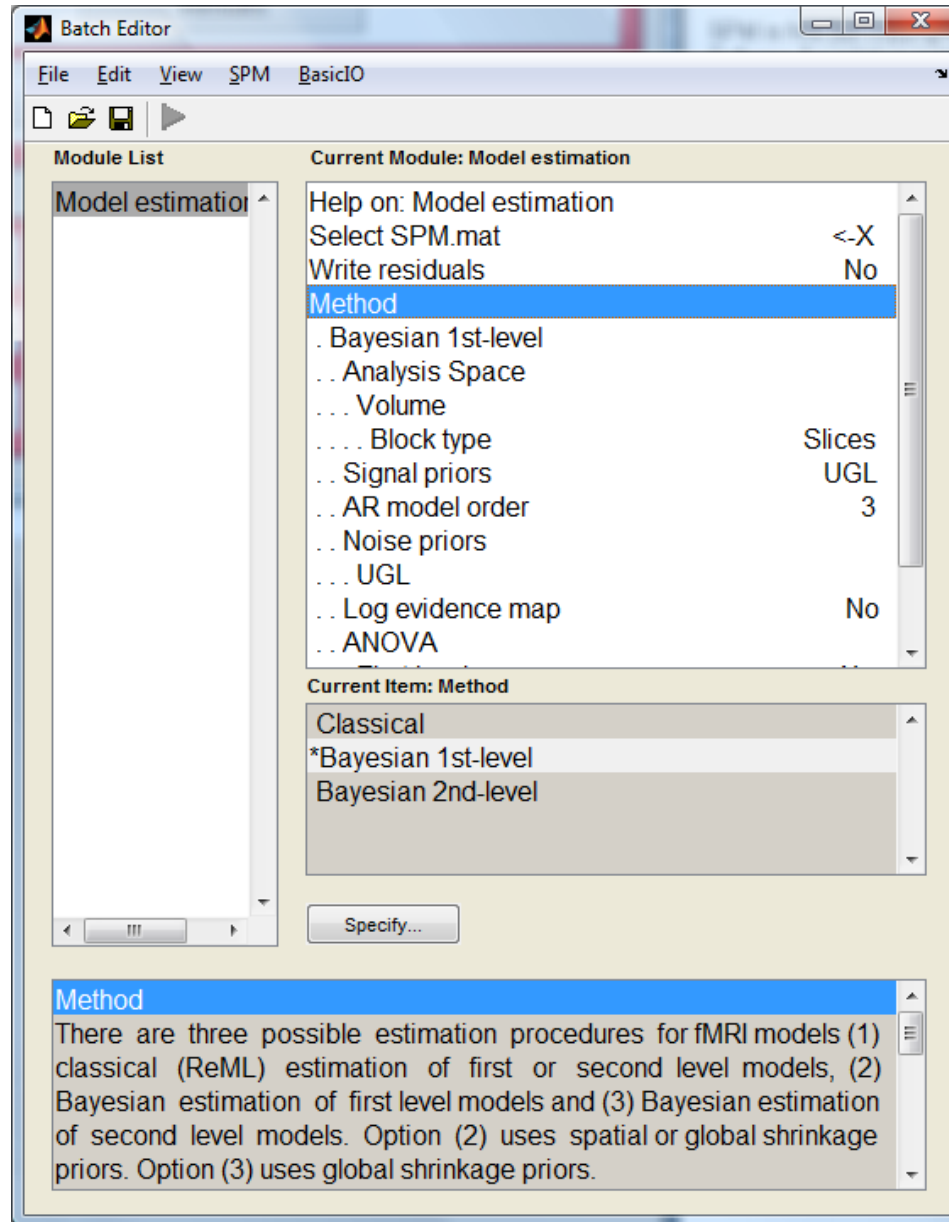 Batch Editor
File Edit View SPM BasicIO
Module List
Current Module: Model estimation
Model estimation
Help on: Model estimation
Select SPM.mat <-X
Write residuals No
Method
. Bayesian 1st-level
. . Analysis Space
. . . Volume
. . . . Block type Slices
. . Signal priors UGL
. . AR model order 3
. . Noise priors
. . . UGL
. . Log evidence map No
. . ANOVA
Current Item: Method
Classical
*Bayesian 1st-level
Bayesian 2nd-level
Specify...
Method
There are three possible estimation procedures for fMRI models (1)
classical (ReML) estimation of first or second level models, (2)
Bayesian estimation of first level models and (3) Bayesian estimation
of second level models. Option (2) uses spatial or global shrinkage
priors. Option (3) uses global shrinkage priors.